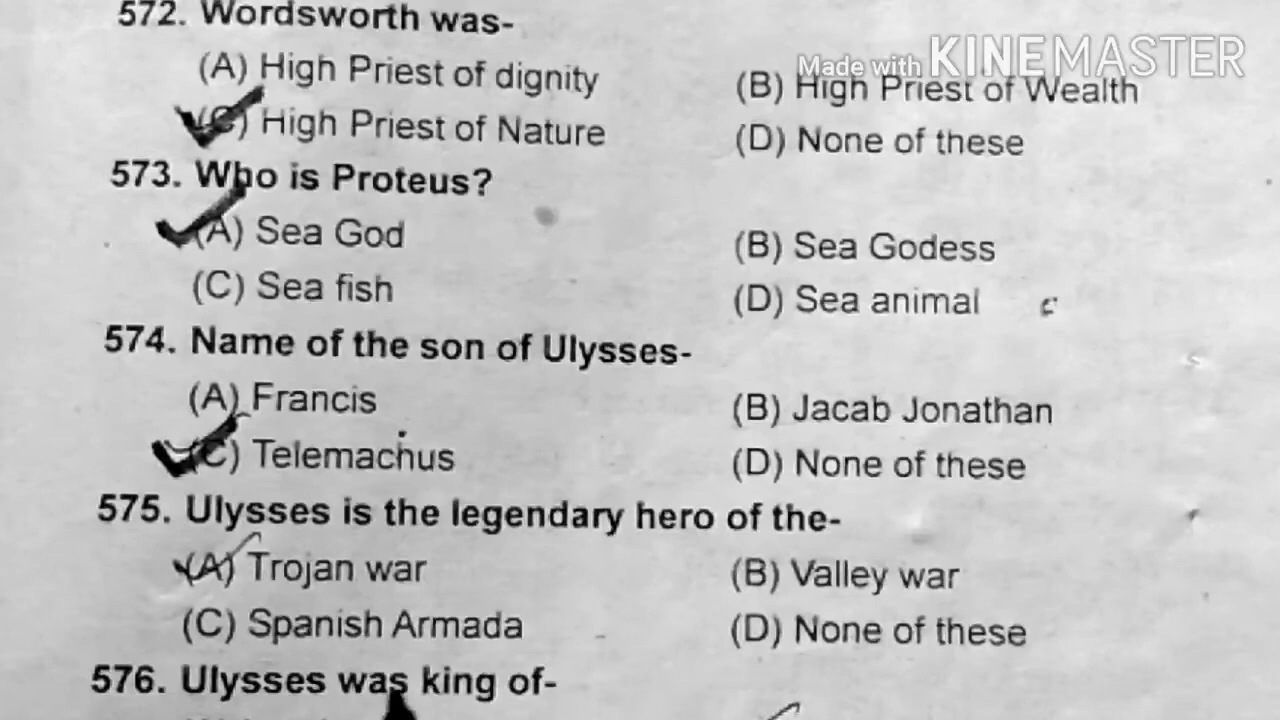 572. Wordsworth was-
Made with KINEMASTER
(A) High Priest of dignity (B) High Priest of Wealth
(C) High Priest of Nature (D) None of these
573. Who is Proteus?
(A) Sea God (B) Sea Godess
(C) Sea fish (D) Sea animal
574. Name of the son of Ulysses-
(A) Francis (B) Jacab Jonathan
(C) Telemachus (D) None of these
575. Ulysses is the legendary hero of the-
(A) Trojan war (B) Valley war
(C) Spanish Armada (D) None of these
576. Ulysses was king of-